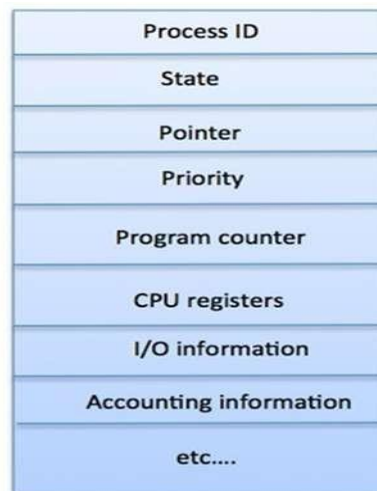 Process ID
State
Pointer
Priority
Program counter
CPU registers
I/O information
Accounting information
etc....